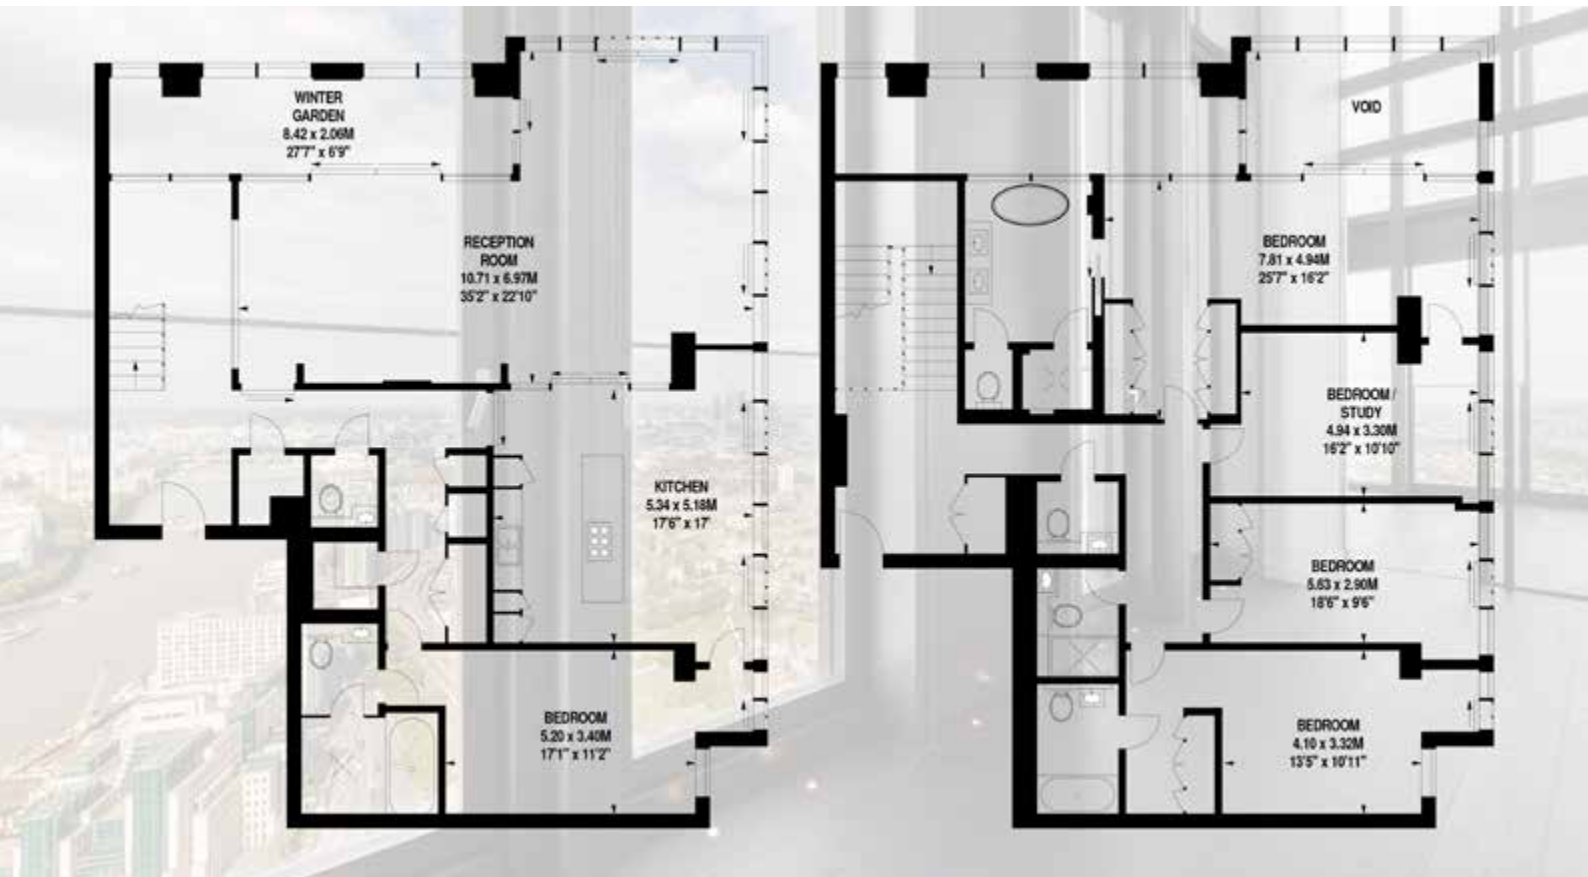 WINTER
GARDEN
8.42 x 2.06M
27'7" x 6'9"
RECEPTION
ROOM
10.71 x 6.97M
35'2" x 22'10"
KITCHEN
5.34 x 5.18M
17'6" x 17'
BEDROOM
5.20 x 3.40M
17'1" x 11'2"
VOID
BEDROOM
7.81 x 4.94M
25'7" x 16'2"
BEDROOM /
STUDY
4.94 x 3.30M
16'2" x 10'10"
BEDROOM
5.63 x 2.90M
18'6" x 9'6"
BEDROOM
4.10 x 3.32M
13'5" x 10'11"